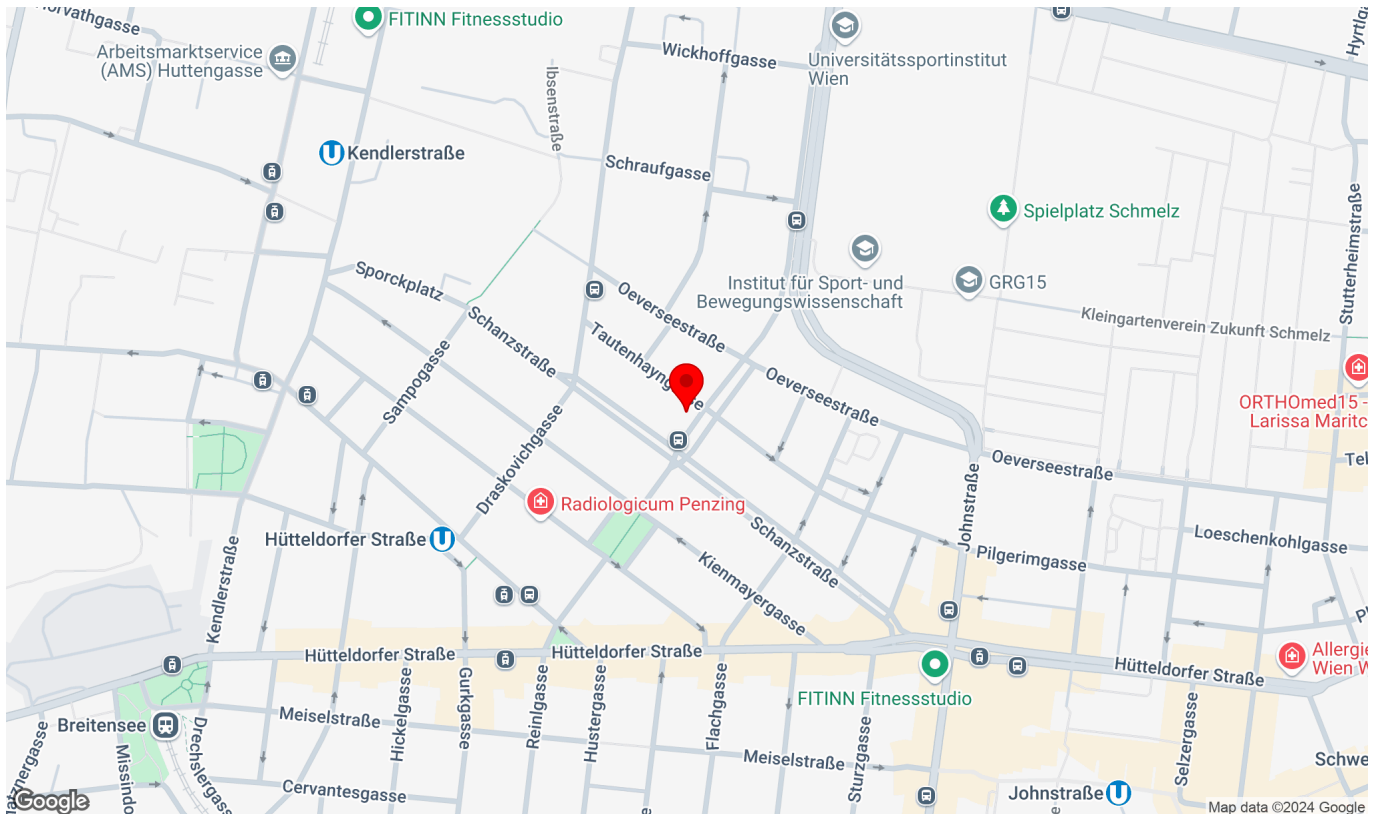 Horvathgasse
FITINN Fitnessstudio
Arbeitsmarktservice
(AMS) Huttengasse
Wickhoffgasse
Universitätssportinstitut
Wien
Ibsenstraße
Kendlerstraße
Schraufgasse
Spielplatz Schmelz
Stutterheimstraße
Sporckplatz
Institut für Sport- und
Bewegungswissenschaft
GRG15
Oeverseestraße
Kleingartenverein Zukunft Schmelz
Schanzstraße
Sampogasse
Oeverseestraße
ORTHOmed15 -
Larissa Maritc
Draskovichgasse
Oeverseestraße
Johnstraße
Radiologicum Penzing
Schanzstraße
Loeschenkohlgasse
Hütteldorfer Straße
Pilgerimgasse
Kienmayergasse
Kendlerstraße
Hütteldorfer Straße
Hütteldorfer Straße
Hütteldorfer Straße
Allergie
Wien W
FITINN Fitnessstudio
Hickelgasse
Gurkgasse
Reinlgasse
Hustergasse
Flachgasse
Breitensee
Meiselstraße
Meiselstraße
Sturzgasse
Selzergasse
Drechslergasse
Missindo
Cervantesgasse
Johnstraße
Schwe
Google
Map data ©2024 Google